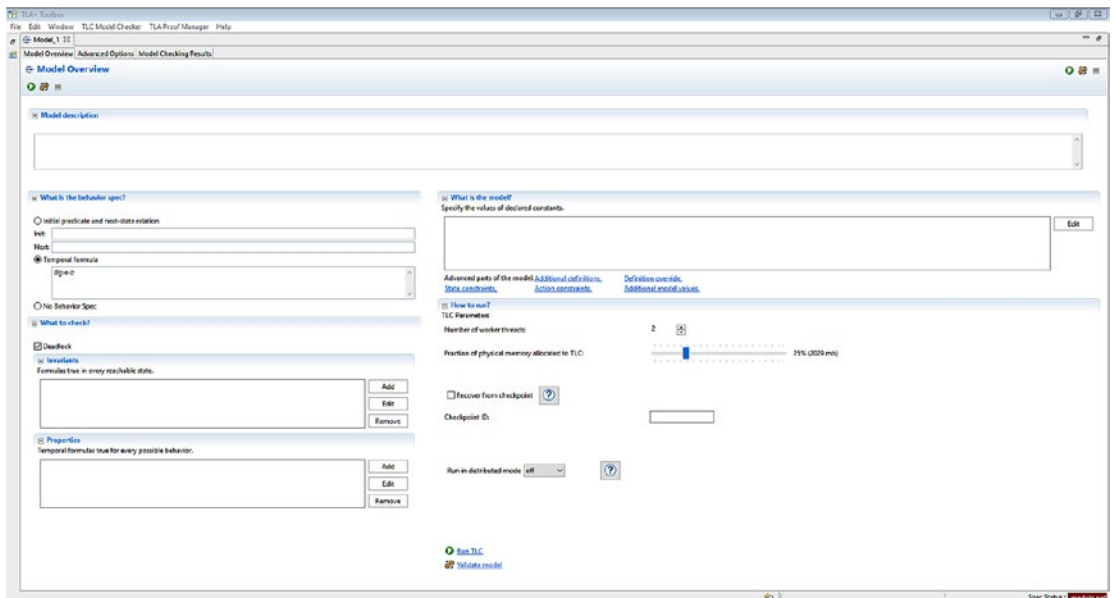 TLA+ Toolbox
File Edit Window TLC Model Checker TLA Proof Manager Help
Model_1
Model Overview Advanced Options Model Checking Results
Model Overview
Model description
What is the behavior spec?
Initial predicate and next-state relation
Init:
Next:
Temporal formula
Spec
No Behavior Spec
What to check?
Deadlock
Invariants
Formulas true in every reachable state.
Add
Edit
Remove
Properties
Temporal formulas true for every possible behavior.
Add
Edit
Remove
What is the model?
Specify the values of declared constants.
Edit
Advanced parts of the model: Additional definitions, Definition override,
State constraints, Action constraints, Additional model values.
How to run?
TLC Parameters
Number of worker threads: 2
Fraction of physical memory allocated to TLC: 25% (2029 mb)
Recover from checkpoint
Checkpoint ID:
Run in distributed mode off
Run TLC
Validate model
Spec Status :